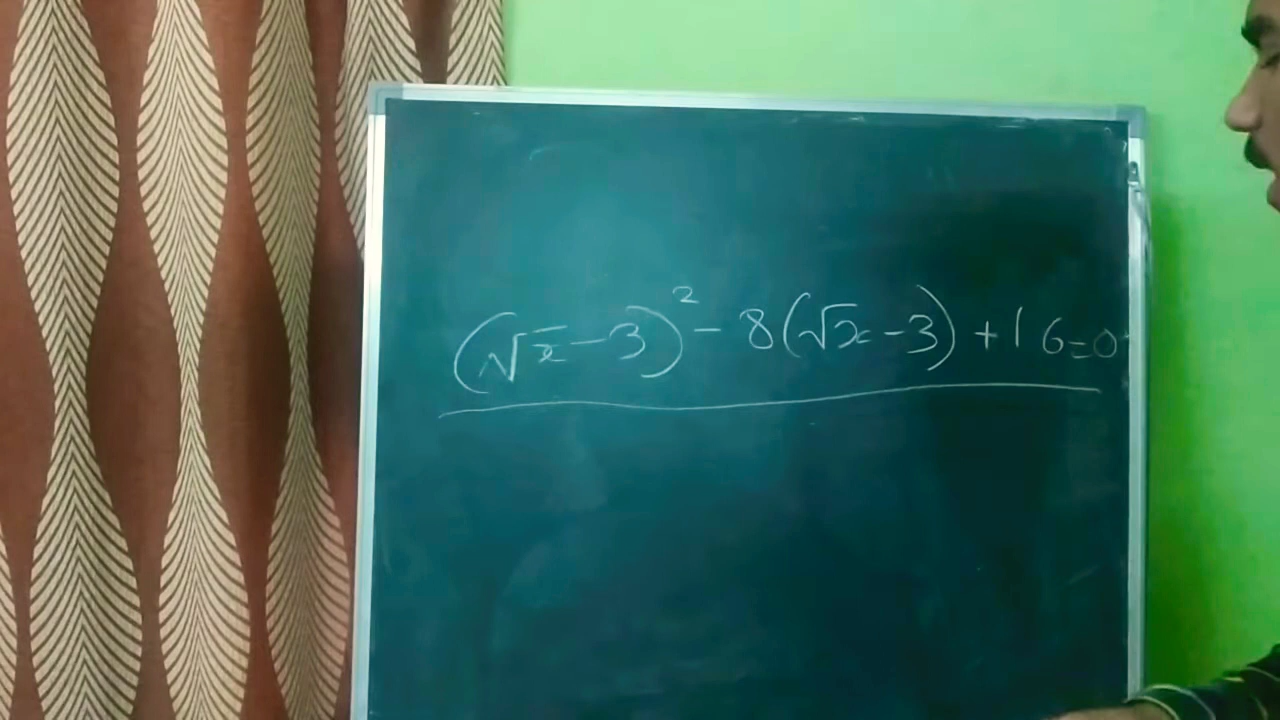 (√x-3)² - 8(√x-3) + 16=0